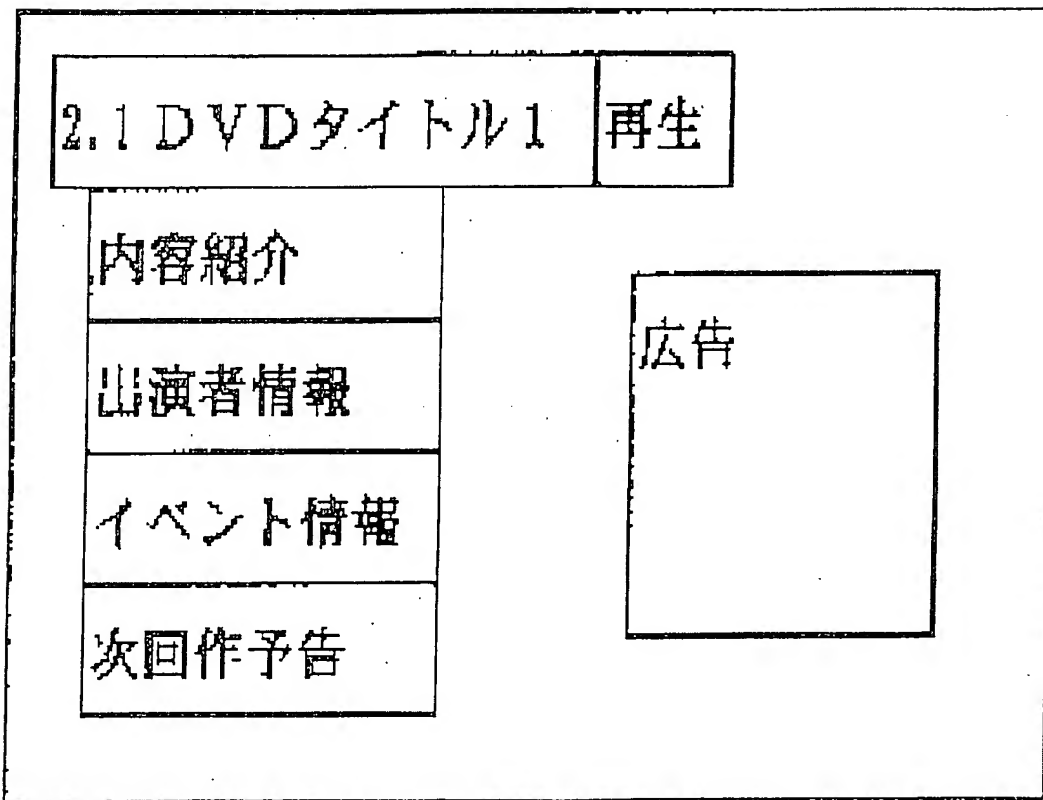 2.1 DVDタイトル1 再生
内容紹介
広告
出演者情報
イベント情報
次回作予告